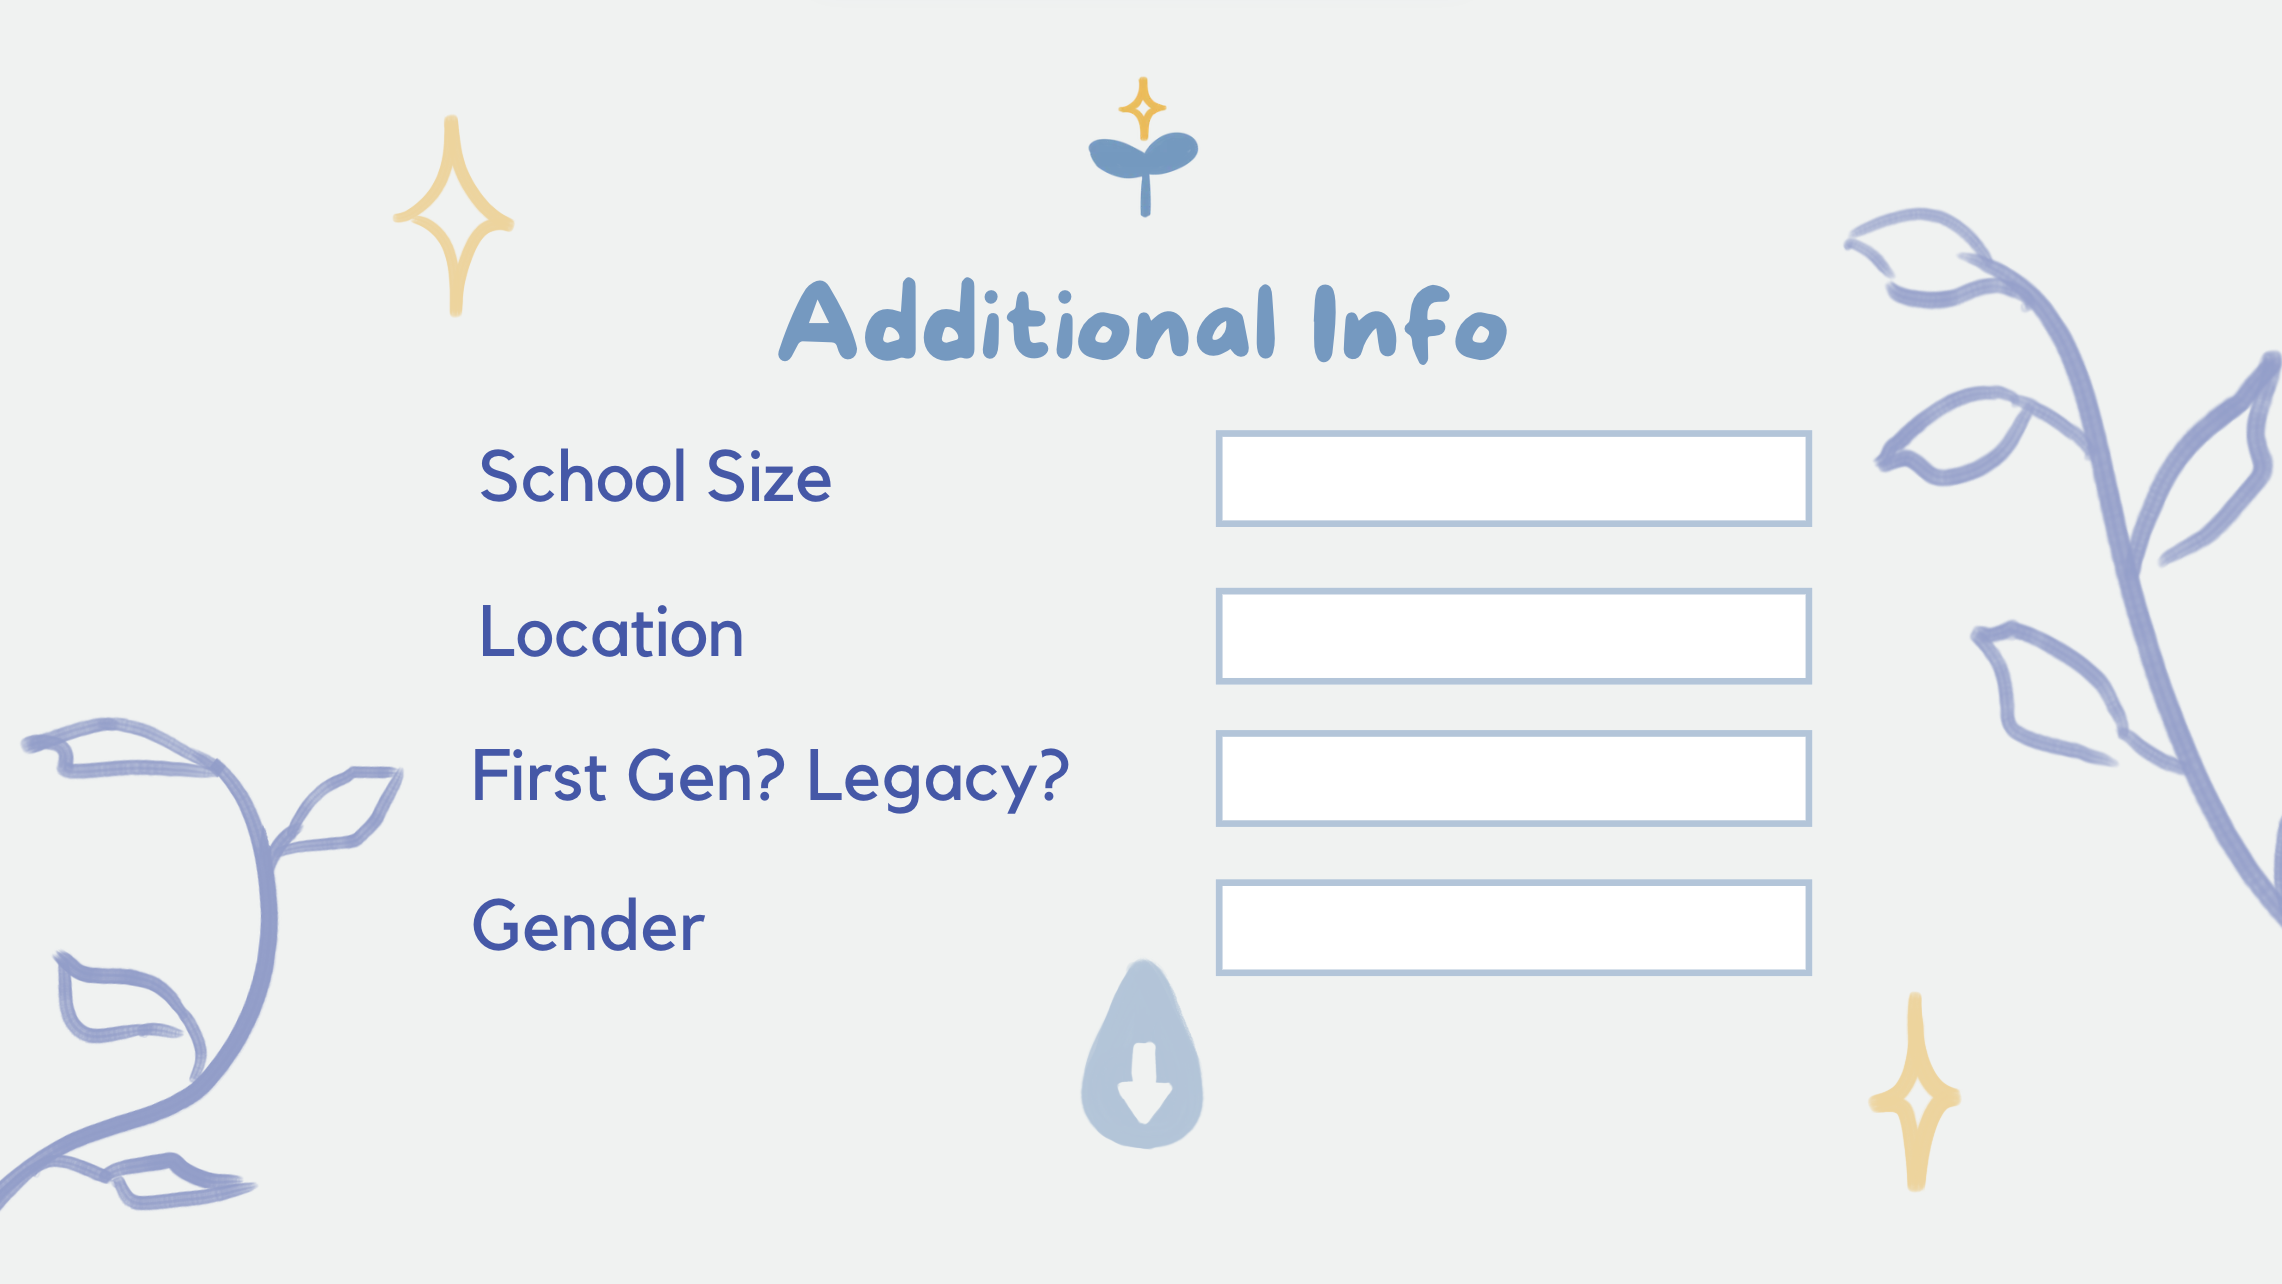 Additional Info
School Size
Location
First Gen? Legacy?
Gender